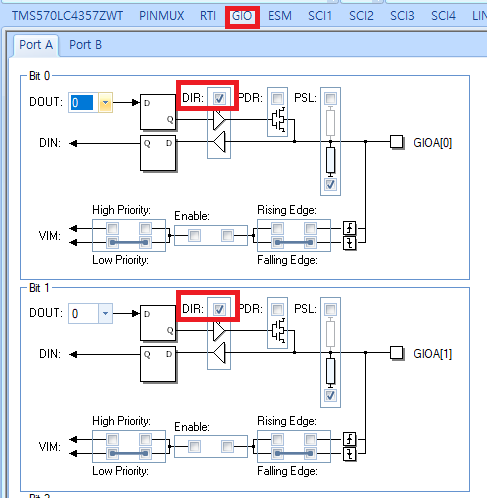 TMS570LC4357ZWT PINMUX RTI GIO ESM SCI1 SCI2 SCI3 SCI4 LIN
Port A Port B
Bit 0
DOUT: 0 D Q DIR: PDR: PSL:
DIN: Q D GIOA[0]
High Priority: Enable: Rising Edge:
VIM:
Low Priority: Falling Edge:
Bit 1
DOUT: 0 D Q DIR: PDR: PSL:
DIN: Q D GIOA[1]
High Priority: Enable: Rising Edge:
VIM:
Low Priority: Falling Edge: